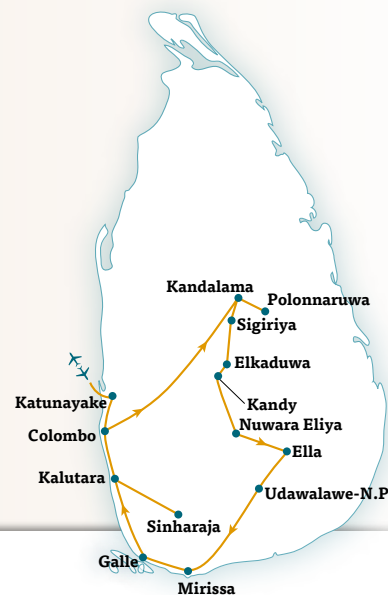 Kandalama
Polonnaruwa
Sigiriya
Elkaduwa
Katunayake
Kandy
Nuwara Eliya
Colombo
Ella
Kalutara
Udawalawe-N.P
Sinharaja
Galle
Mirissa